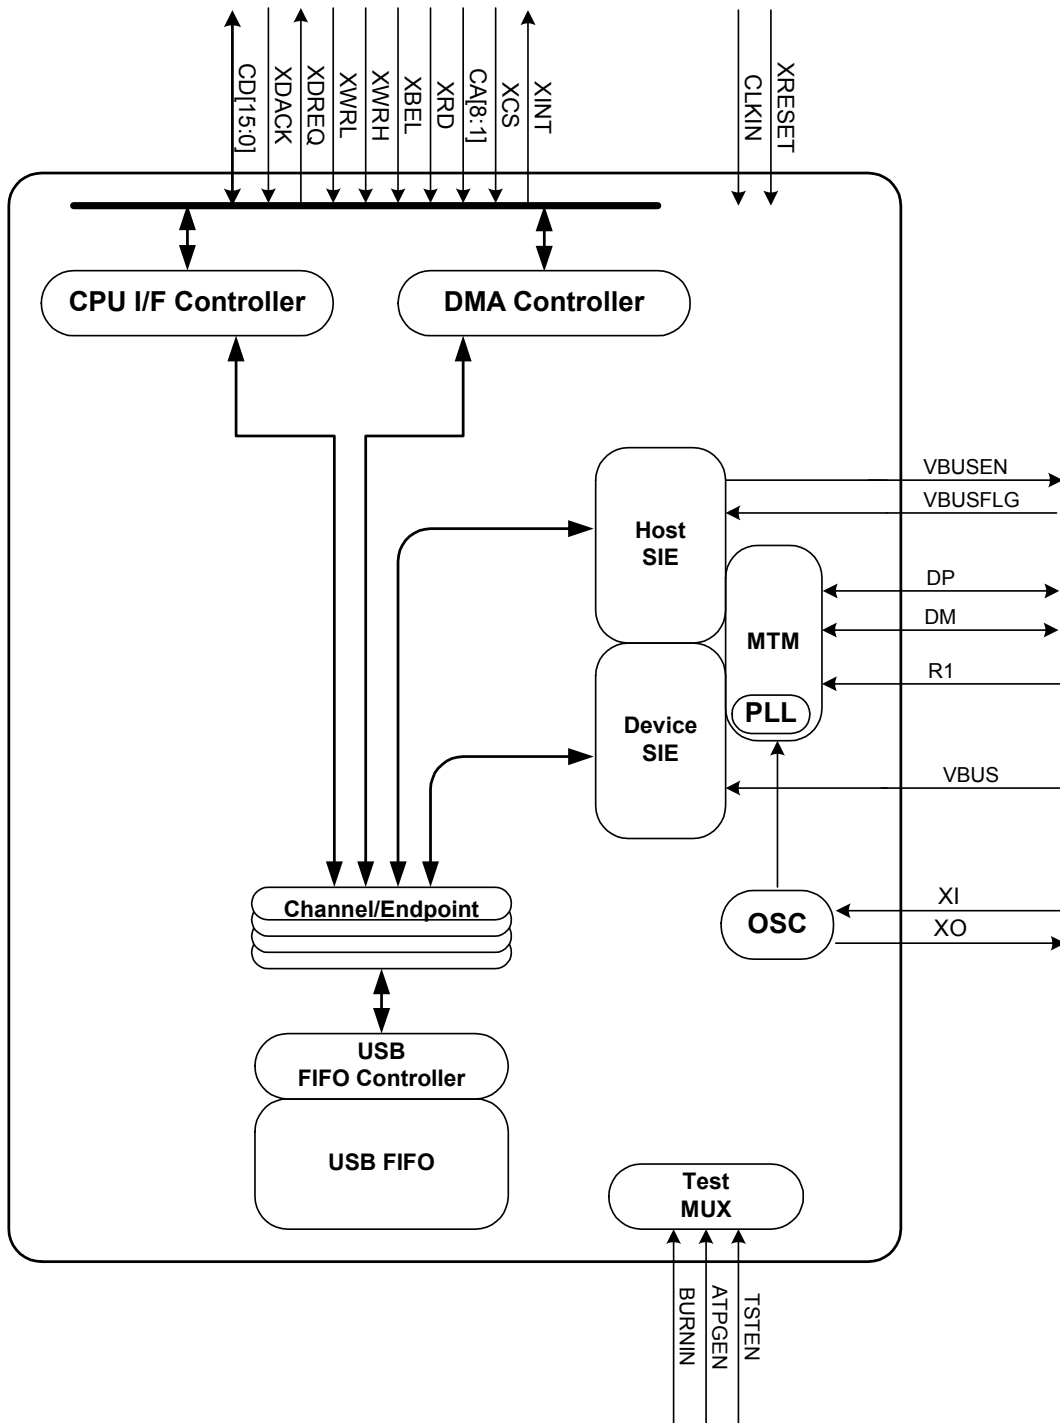 CD[15:0]
XDACK
XDREQ
XWRL
XWRH
XBEL
XRD
CA[8:1]
XCS
XINT
CLKIN
XRESET
CPU I/F Controller
DMA Controller
VBUSEN
VBUSFLG
Host
SIE
DP
DM
MTM
R1
PLL
Device
SIE
VBUS
Channel/Endpoint
OSC
XI
XO
USB
FIFO Controller
USB FIFO
Test
MUX
BURNIN
ATPGEN
TSTEN